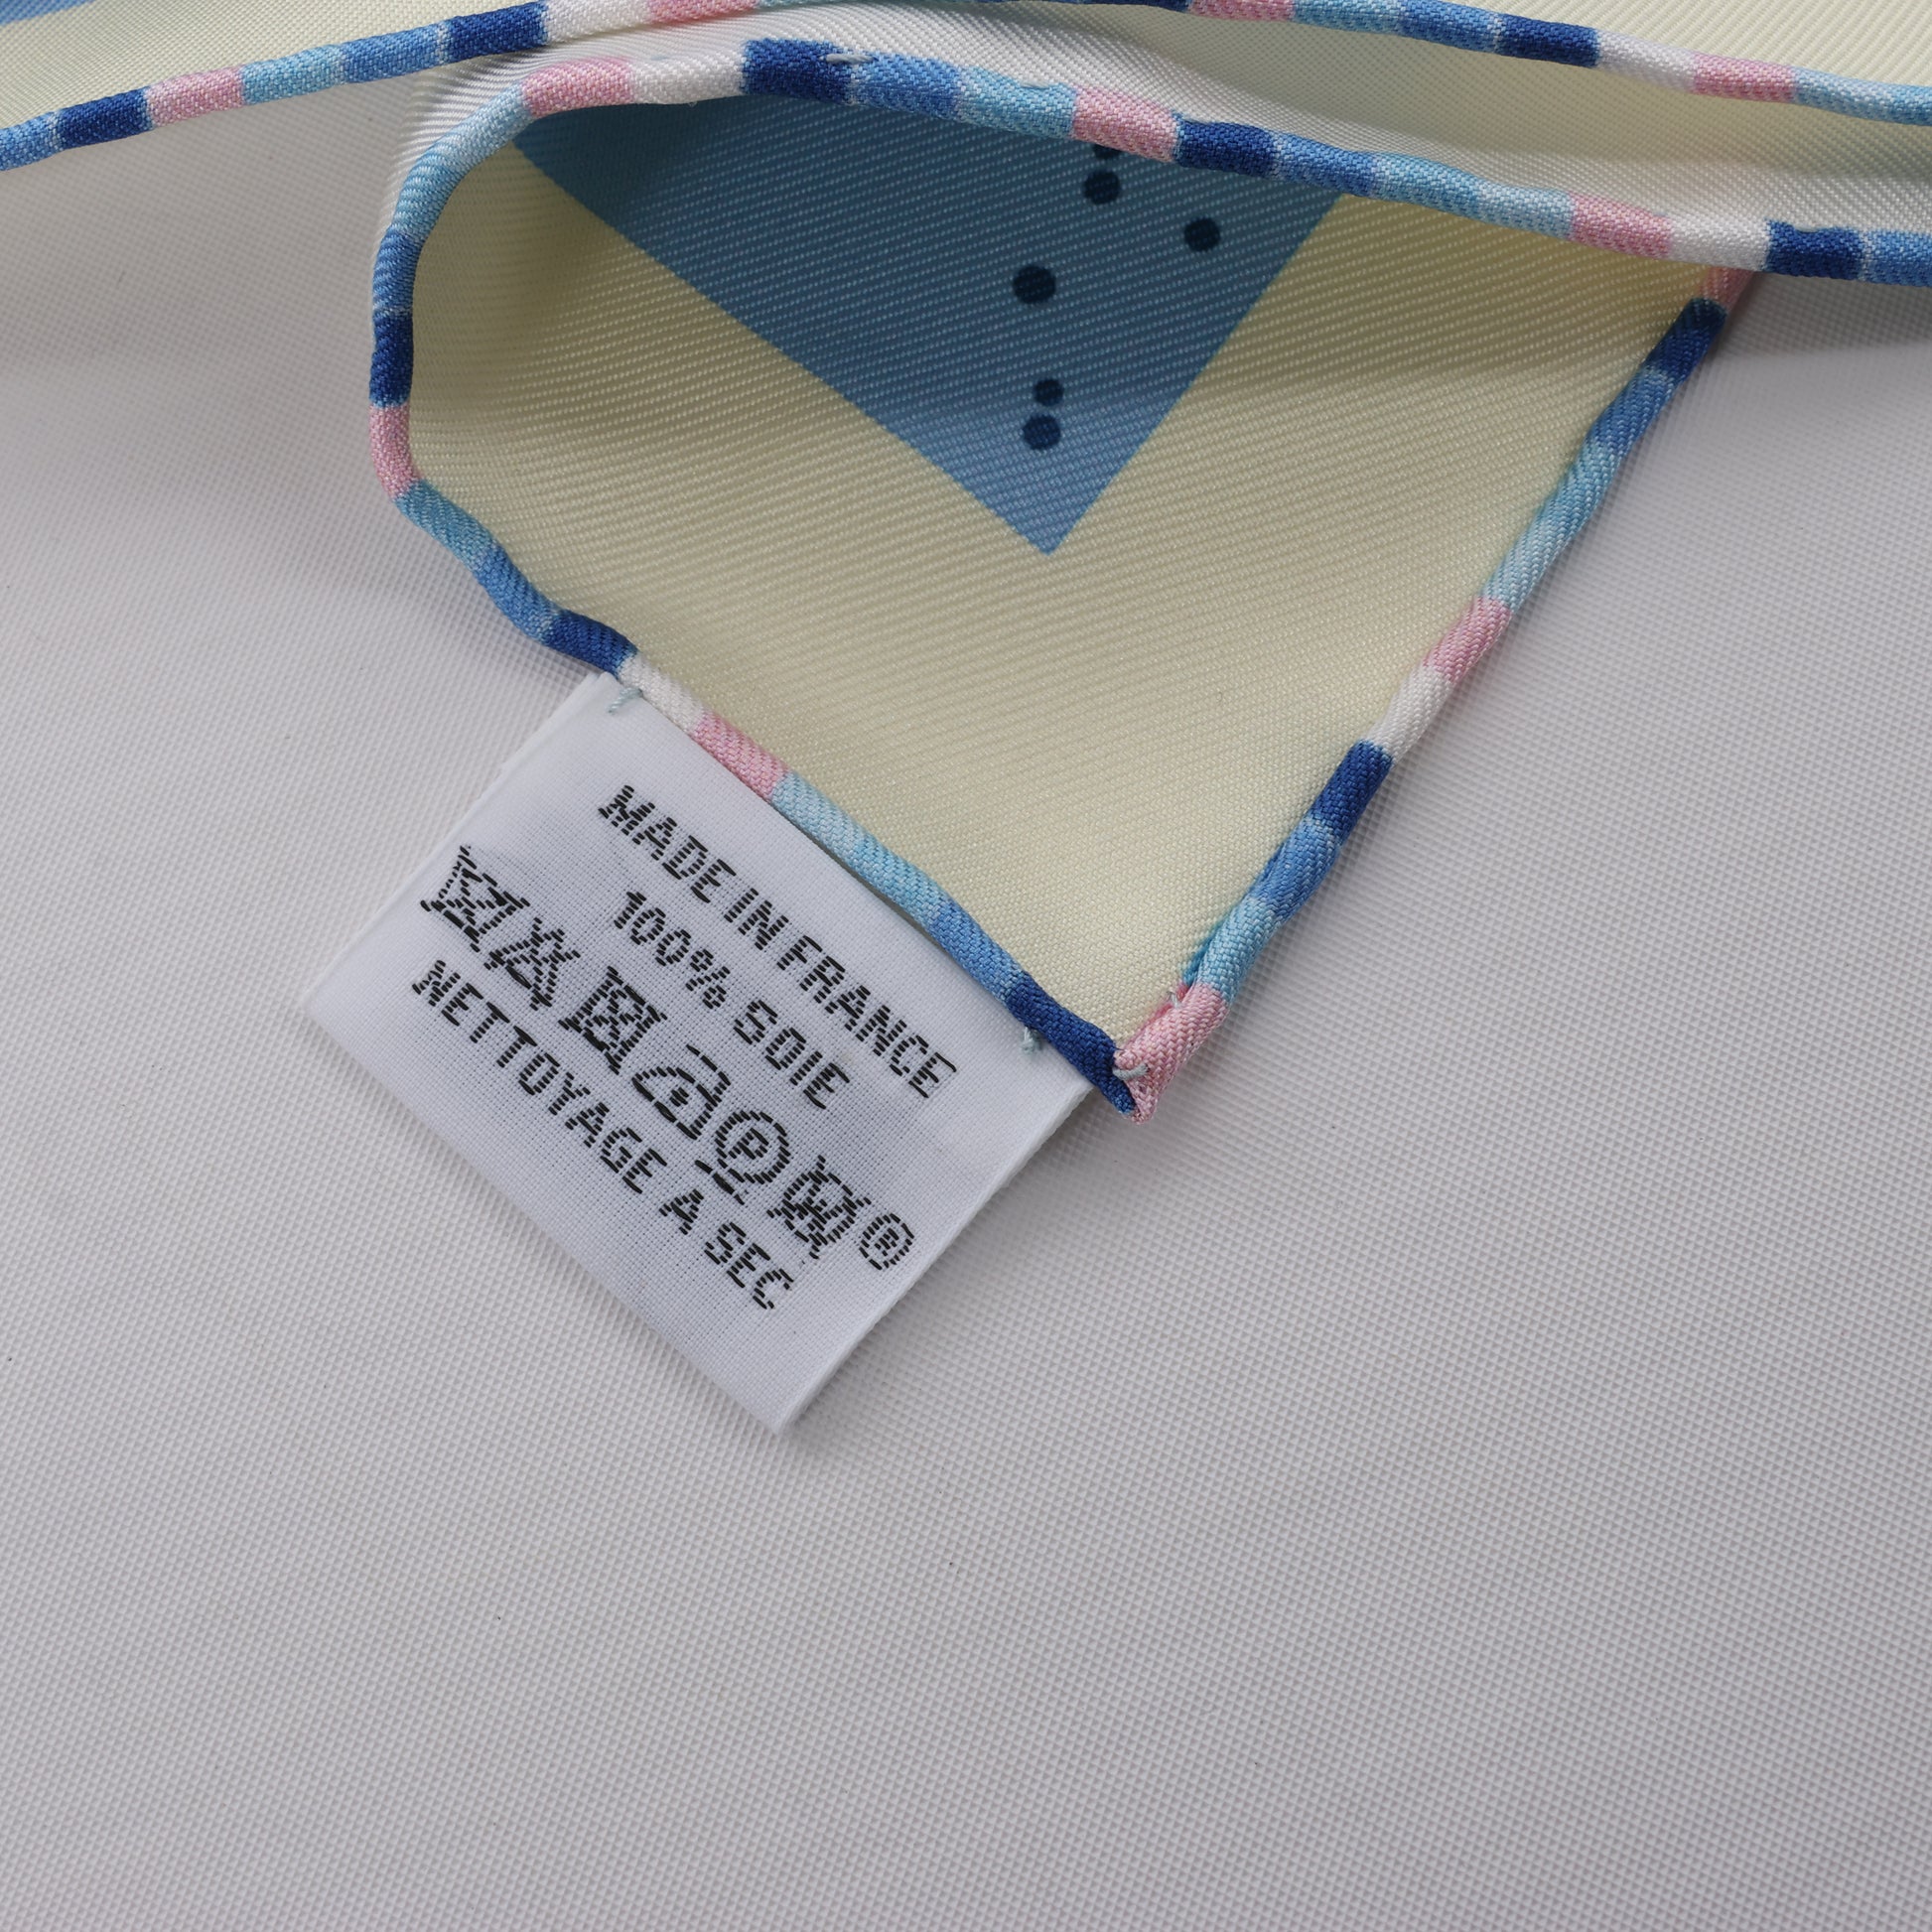 MADE IN FRANCE
100% SOIE
P W ®
NETTOYAGE A SEC